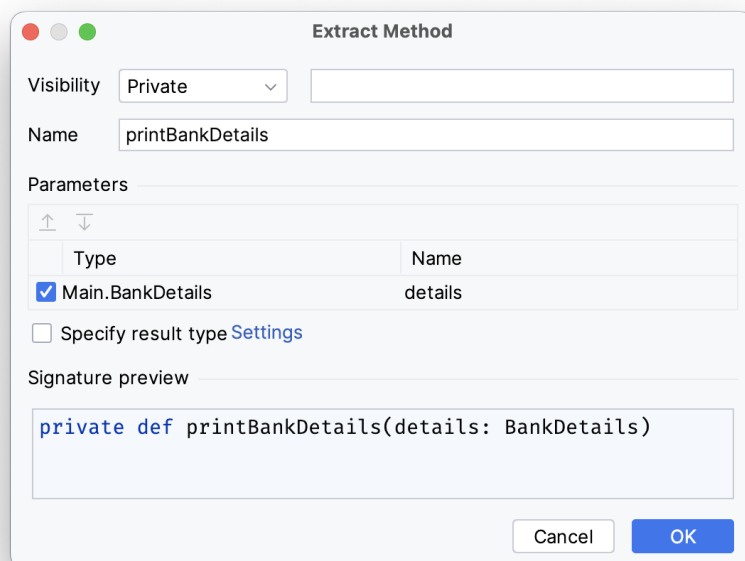 Extract Method
Visibility Private
Name printBankDetails
Parameters
Type Name
Main.BankDetails details
Specify result type Settings
Signature preview
private def printBankDetails(details: BankDetails)
Cancel OK